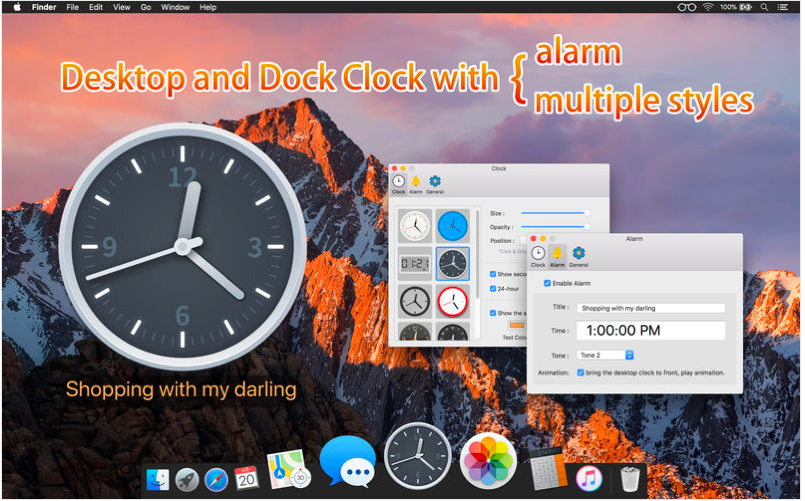 Finder File Edit View Go Window Help
100%
Desktop and Dock Clock with { alarm
multiple styles
12
9
3
6
Shopping with my darling
Clock
Clock Alarm General
Size :
Opacity :
Position :
01:21
Show seco
24-hour
Show the a
Text Colo
Alarm
Clock Alarm General
Enable Alarm
Title : Shopping with my darling
Time : 1:00:00 PM
Tone : Tone 2
Animation: bring the desktop clock to front, play animation.
20